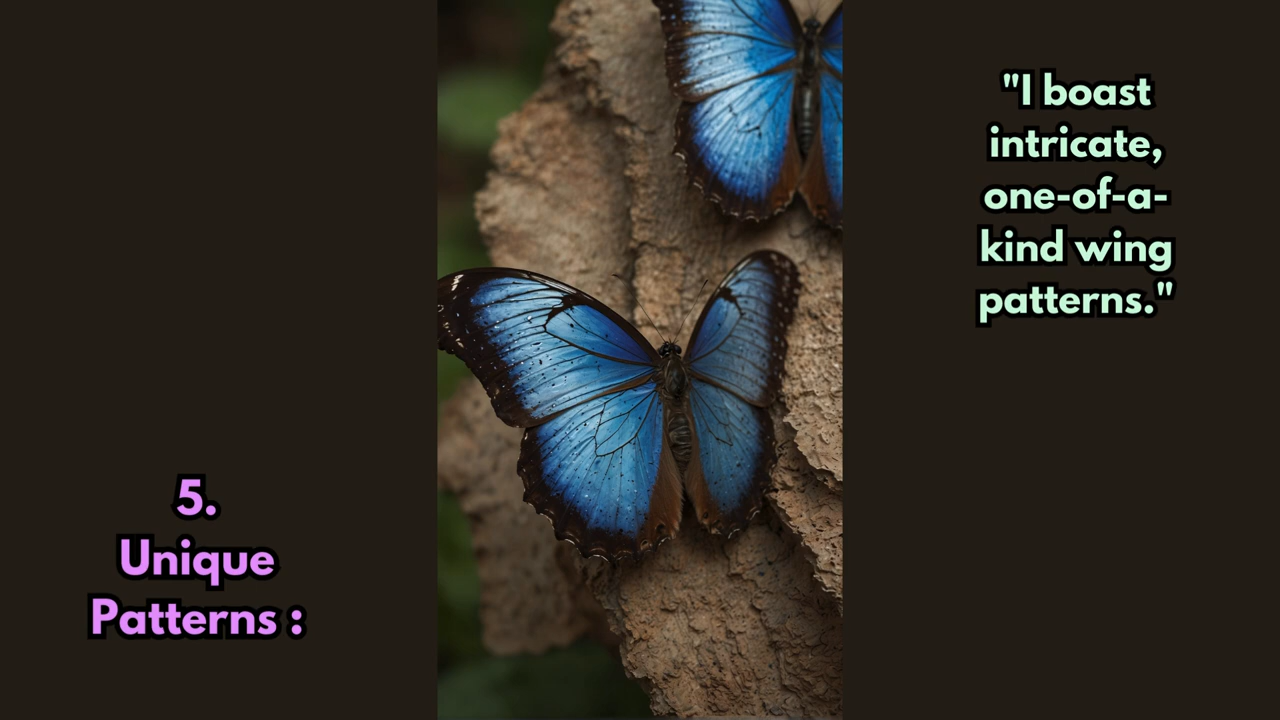 5.
Unique
Patterns :
"I boast
intricate,
one-of-a-
kind wing
patterns."